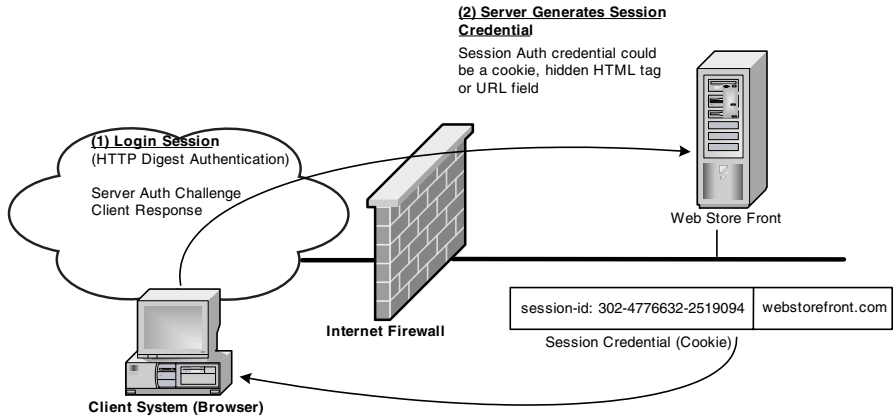 (2) Server Generates Session
Credential
Session Auth credential could
be a cookie, hidden HTML tag
or URL field
(1) Login Session
(HTTP Digest Authentication)
Server Auth Challenge
Client Response
Web Store Front
Internet Firewall
session-id: 302-4776632-2519094
webstorefront.com
Session Credential (Cookie)
Client System (Browser)